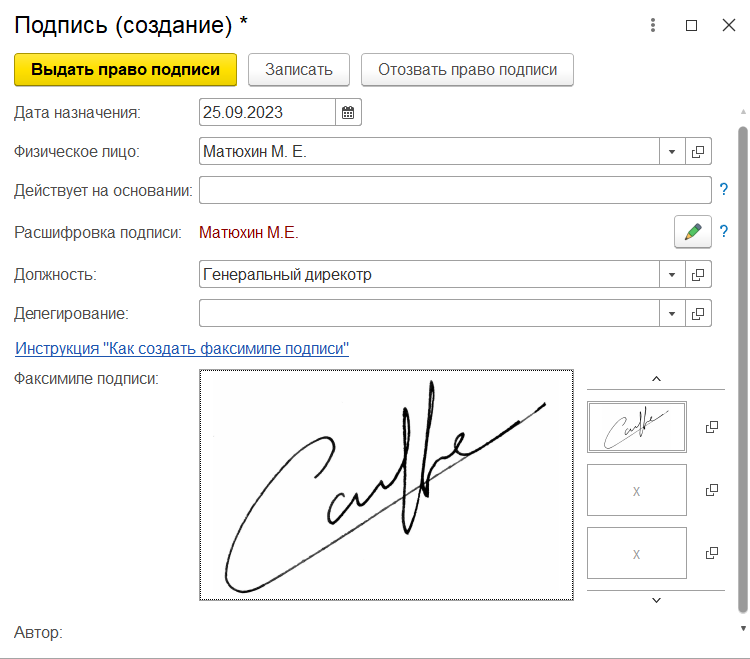 Подпись (создание) *
Выдать право подписи Записать Отозвать право подписи
Дата назначения: 25.09.2023
Физическое лицо: Матюхин М. Е.
Действует на основании: ?
Расшифровка подписи: Матюхин М.Е. ?
Должность: Генеральный дирекотр
Делегирование:
Инструкция "Как создать факсимиле подписи"
Факсимиле подписи:
x
x
Автор: